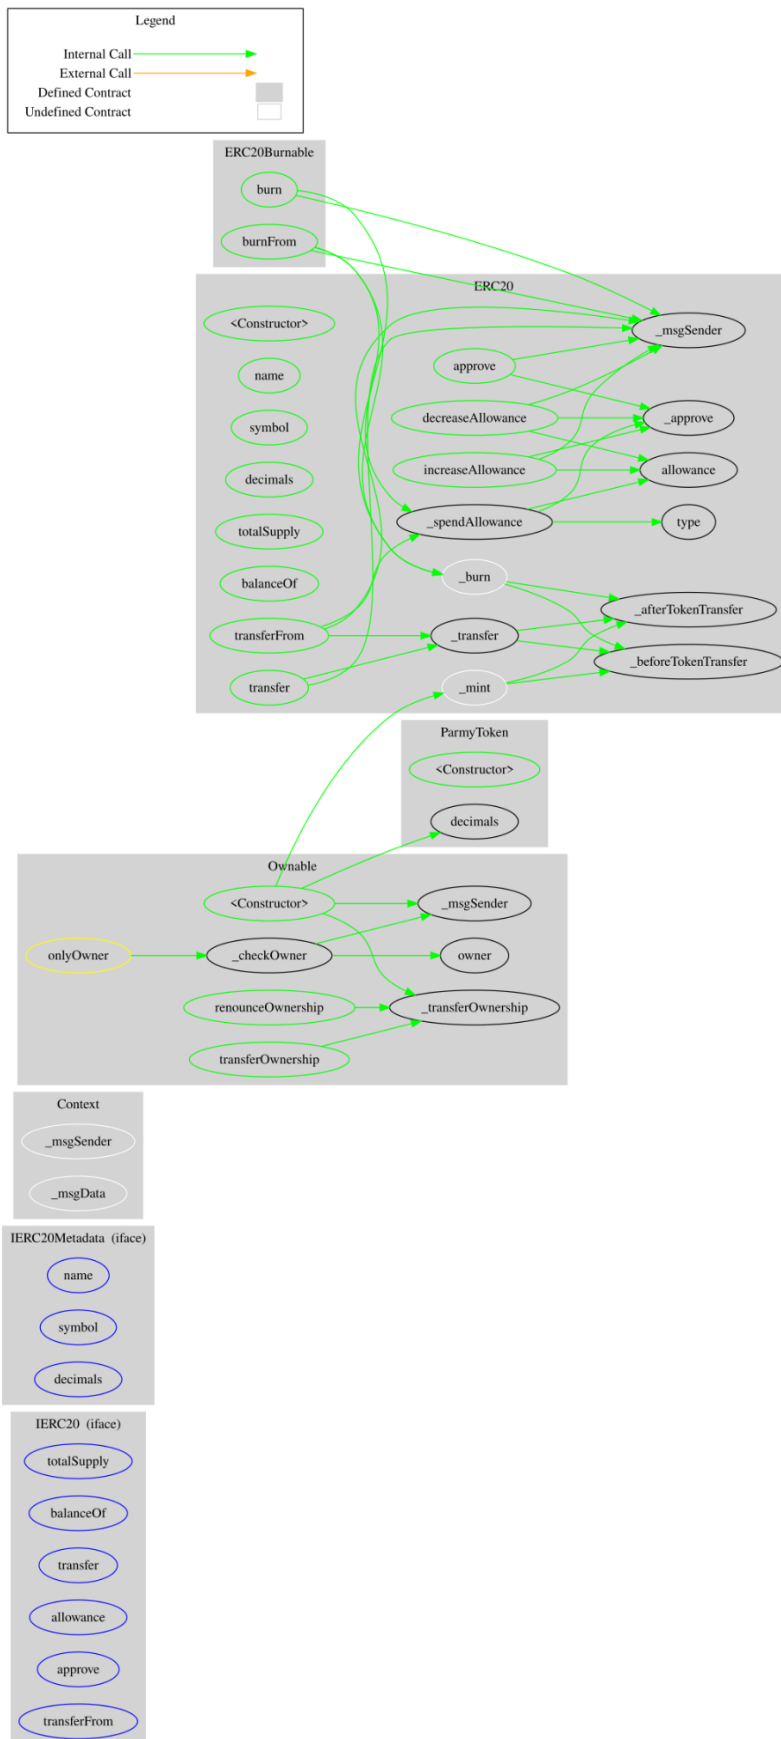 Legend
Internal Call
External Call
Defined Contract
Undefined Contract
ERC20Burnable
burn
burnFrom
ERC20
<Constructor>
name
symbol
decimals
totalSupply
balanceOf
transferFrom
transfer
approve
decreaseAllowance
increaseAllowance
_spendAllowance
_burn
_transfer
_mint
_msgSender
_approve
allowance
type
_afterTokenTransfer
_beforeTokenTransfer
ParmyToken
<Constructor>
decimals
Ownable
onlyOwner
<Constructor>
_checkOwner
renounceOwnership
transferOwnership
_msgSender
owner
_transferOwnership
Context
_msgSender
_msgData
IERC20Metadata (iface)
name
symbol
decimals
IERC20 (iface)
totalSupply
balanceOf
transfer
allowance
approve
transferFrom